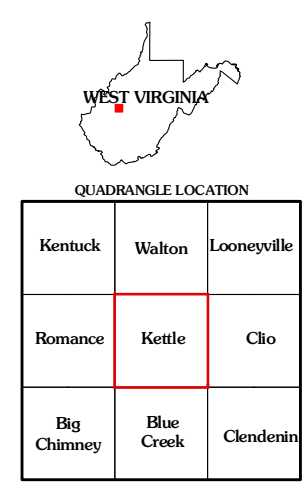 WEST VIRGINIA
QUADRANGLE LOCATION
Kentuck
Walton
Looneyville
Romance
Kettle
Clio
Big
Chimney
Blue
Creek
Clendenin